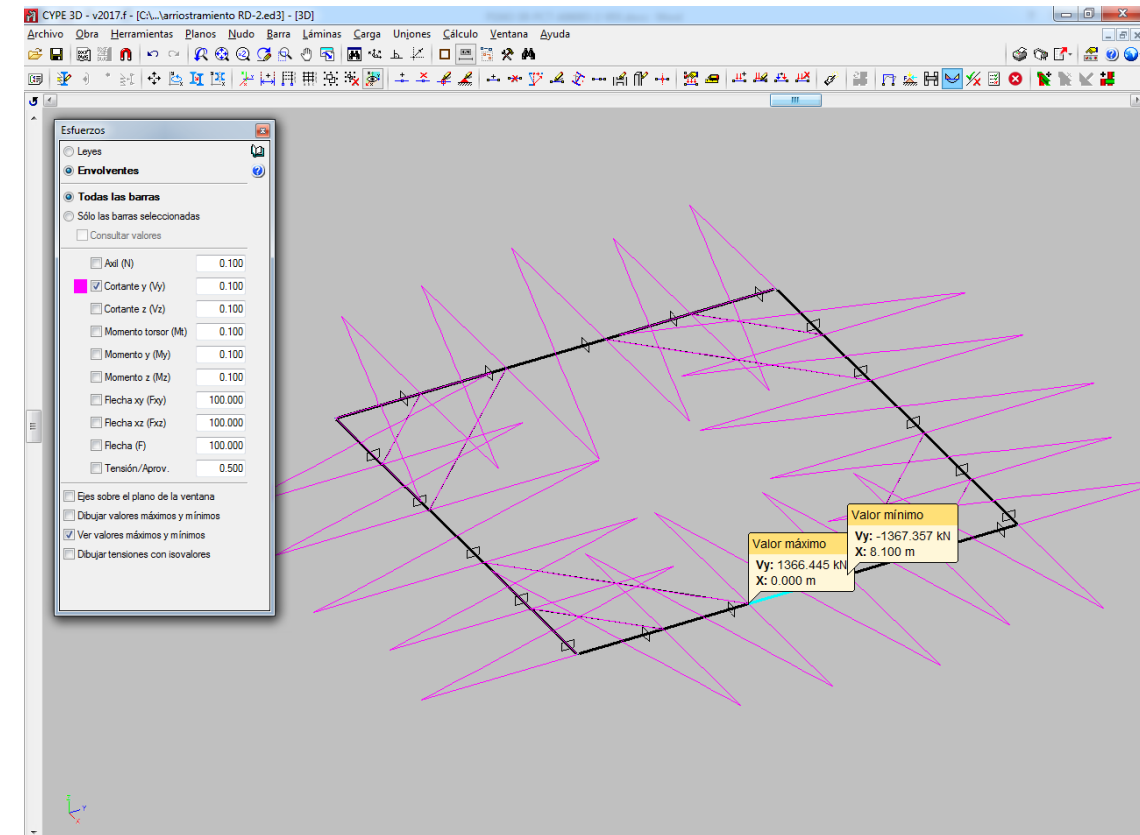 CYPE 3D - v2017.f - [C:\...\arriostramiento RD-2.ed3] - [3D]
Archivo Obra Herramientas Planos Nudo Barra Láminas Carga Uniones Cálculo Ventana Ayuda
Esfuerzos
Leyes
Envolventes
Todas las barras
Sólo las barras seleccionadas
Consultar valores
Axil (N) 0.100
Cortante y (Vy) 0.100
Cortante z (Vz) 0.100
Momento torsor (Mt) 0.100
Momento y (My) 0.100
Momento z (Mz) 0.100
Flecha xy (Fxy) 100.000
Flecha xz (Fxz) 100.000
Flecha (F) 100.000
Tensión/Aprov. 0.500
Ejes sobre el plano de la ventana
Dibujar valores máximos y mínimos
Ver valores máximos y mínimos
Dibujar tensiones con isovalores
Valor mínimo
Vy: -1367.357 kN
X: 8.100 m
Valor máximo
Vy: 1366.445 kN
X: 0.000 m
Y
X